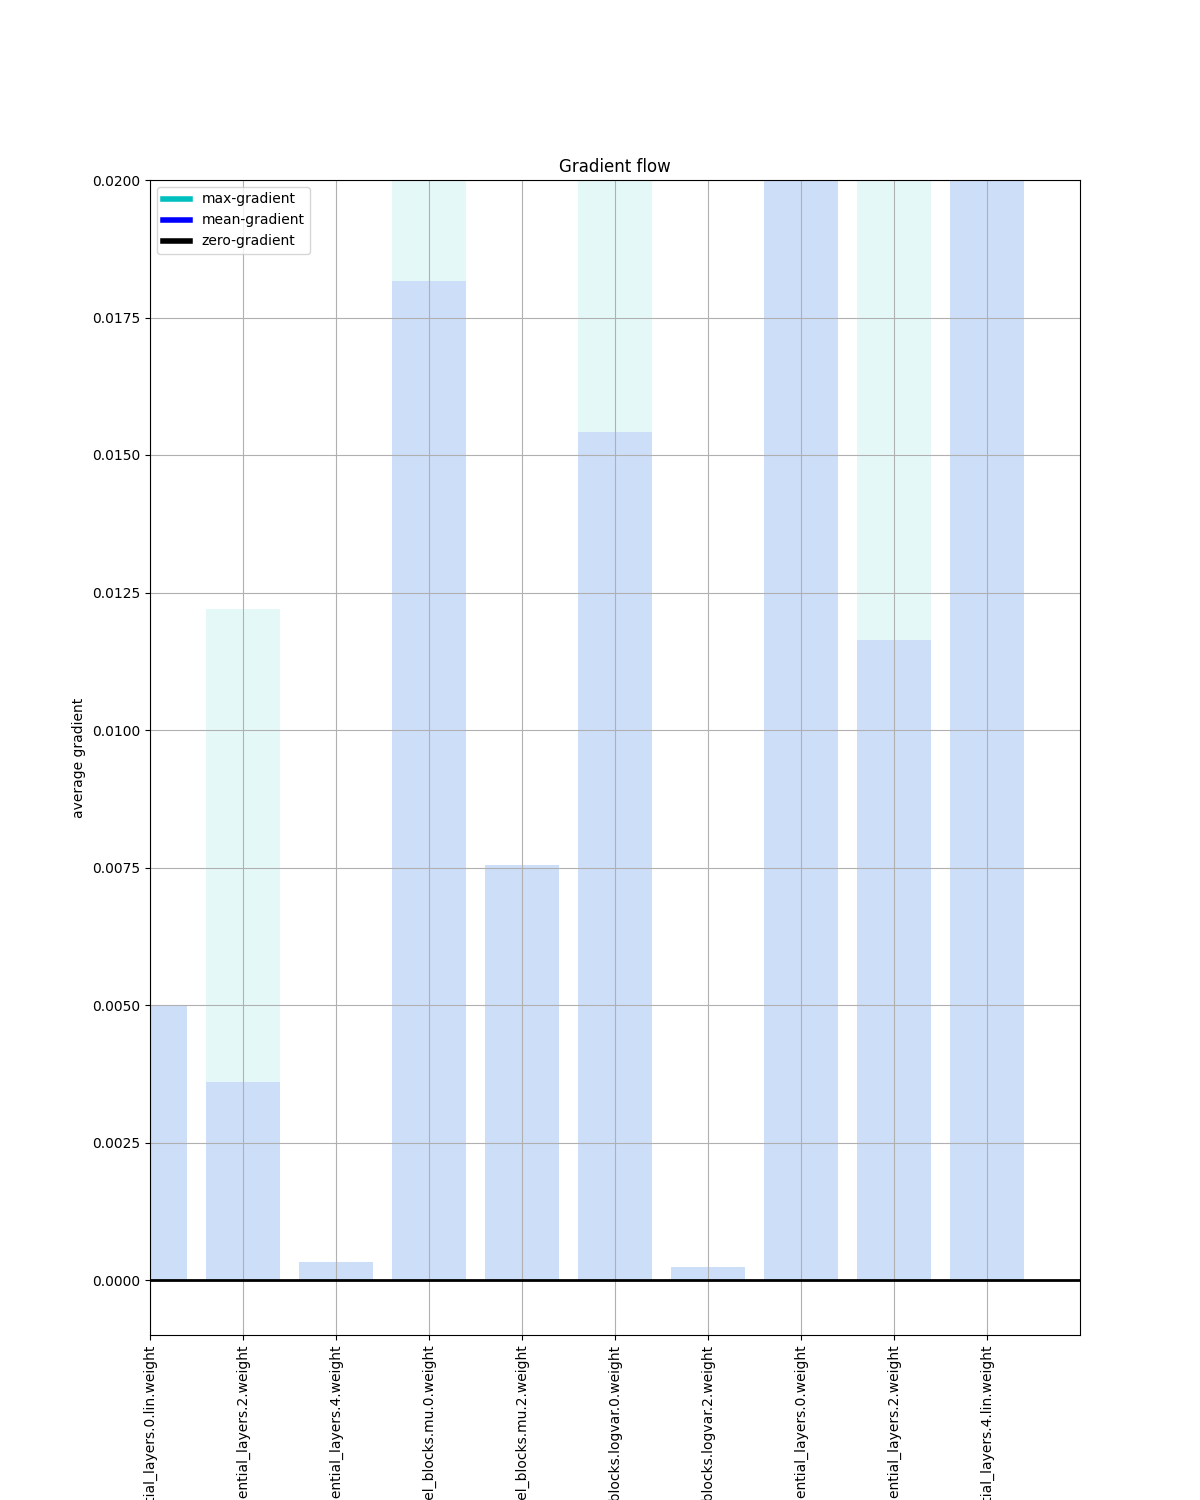 Gradient flow
max-gradient
mean-gradient
zero-gradient
0.0200
0.0175
0.0150
0.0125
0.0100
0.0075
0.0050
0.0025
0.0000
average gradient
tial_layers.0.lin.weight
ential_layers.2.weight
ential_layers.4.weight
el_blocks.mu.0.weight
el_blocks.mu.2.weight
blocks.logvar.0.weight
blocks.logvar.2.weight
ential_layers.0.weight
ential_layers.2.weight
tial_layers.4.lin.weight